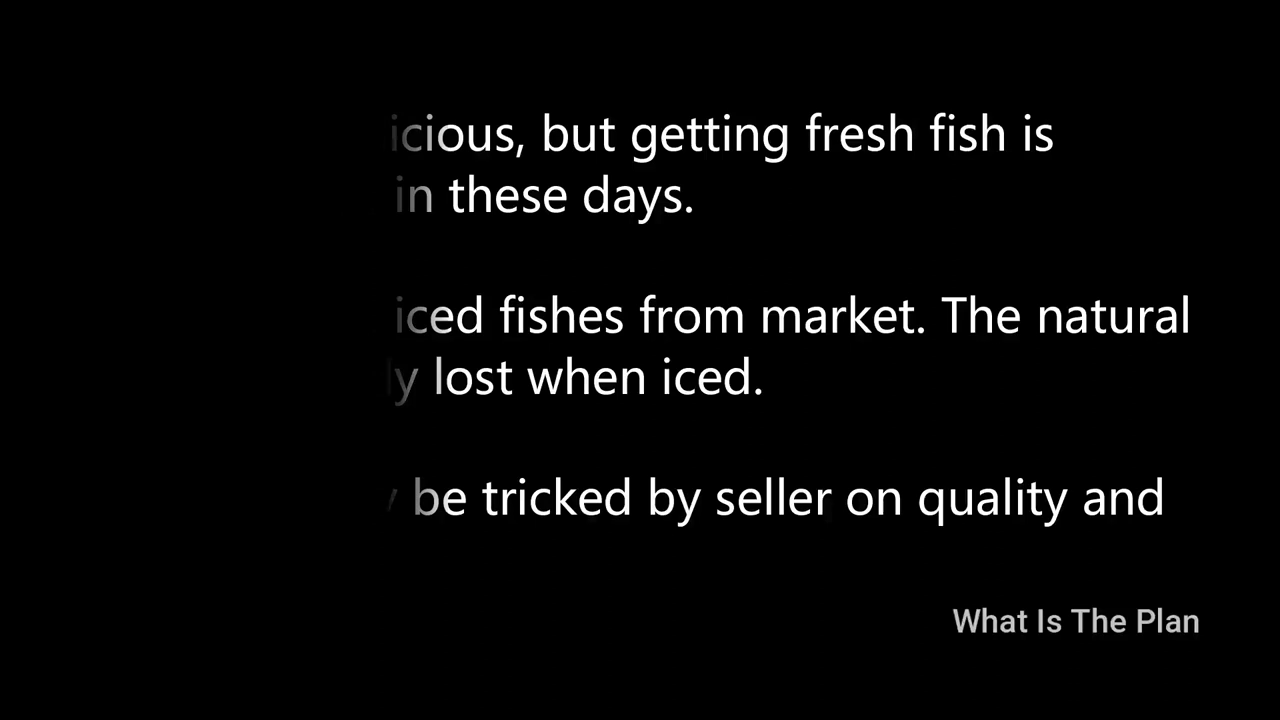 icious, but getting fresh fish is
in these days.
iced fishes from market. The natural
ly lost when iced.
be tricked by seller on quality and
What Is The Plan